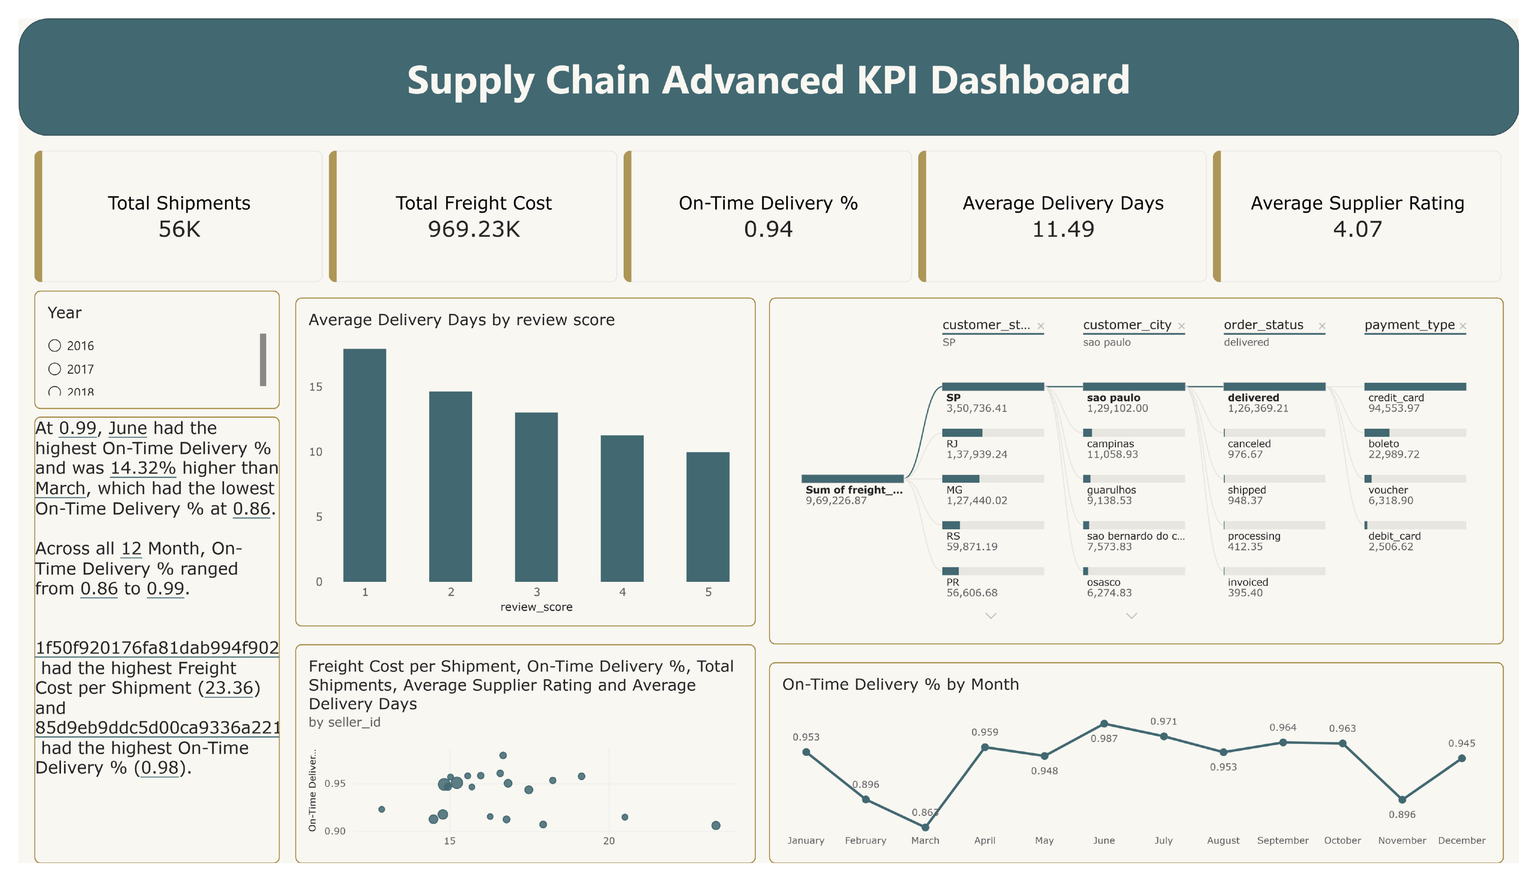 Supply Chain Advanced KPI Dashboard
Total Shipments
56K
Total Freight Cost
969.23K
On-Time Delivery %
0.94
Average Delivery Days
11.49
Average Supplier Rating
4.07
Year
2016
2017
2018
At 0.99, June had the
highest On-Time Delivery %
and was 14.32% higher than
March, which had the lowest
On-Time Delivery % at 0.86.
Across all 12 Month, On-
Time Delivery % ranged
from 0.86 to 0.99.
1f50f920176fa81dab994f902
had the highest Freight
Cost per Shipment (23.36)
and
85d9eb9ddc5d00ca9336a221
had the highest On-Time
Delivery % (0.98).
Average Delivery Days by review score
15
10
5
0
1 2 3 4 5
review_score
Freight Cost per Shipment, On-Time Delivery %, Total
Shipments, Average Supplier Rating and Average
Delivery Days
by seller_id
On-Time Deliver...
0.95
0.90
15 20
customer_st... × customer_city × order_status × payment_type ×
SP sao paulo delivered
Sum of freight_...
9,69,226.87
SP
3,50,736.41
RJ
1,37,939.24
MG
1,27,440.02
RS
59,871.19
PR
56,606.68
sao paulo
1,29,102.00
campinas
11,058.93
guarulhos
9,138.53
sao bernardo do c...
7,573.83
osasco
6,274.83
delivered
1,26,369.21
canceled
976.67
shipped
948.37
processing
412.35
invoiced
395.40
credit_card
94,553.97
boleto
22,989.72
voucher
6,318.90
debit_card
2,506.62
On-Time Delivery % by Month
0.953 0.896 0.863 0.959 0.948 0.987 0.971 0.953 0.964 0.963 0.896 0.945
January February March April May June July August September October November December